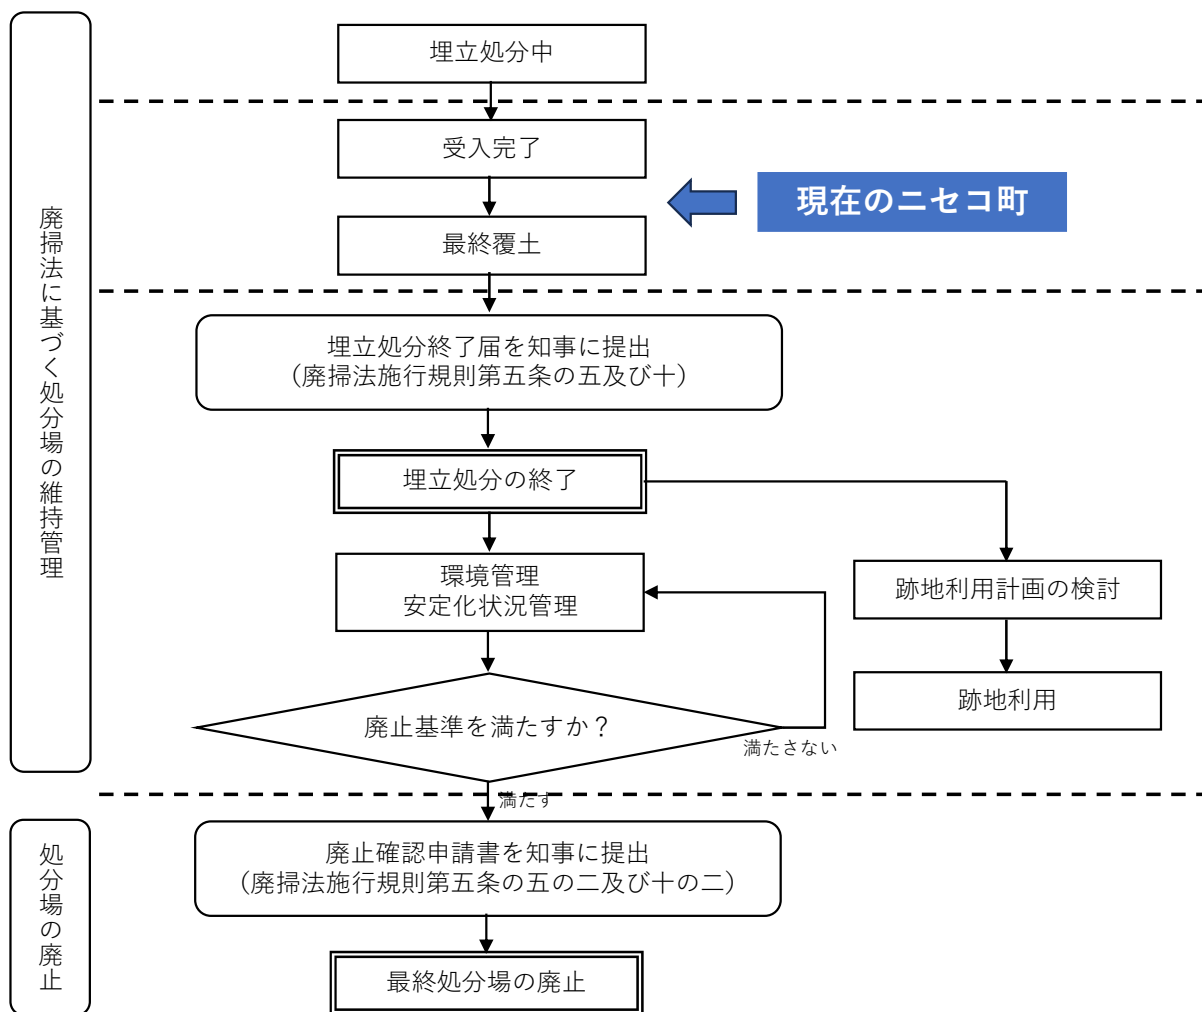 廃掃法に基づく処分場の維持管理
埋立処分中
受入完了
現在のニセコ町
最終覆土
埋立処分終了届を知事に提出
（廃掃法施行規則第五条の五及び十）
埋立処分の終了
環境管理
安定化状況管理
跡地利用計画の検討
跡地利用
廃止基準を満たすか？
満たさない
満たす
処分場の廃止
廃止確認申請書を知事に提出
（廃掃法施行規則第五条の五の二及び十の二）
最終処分場の廃止